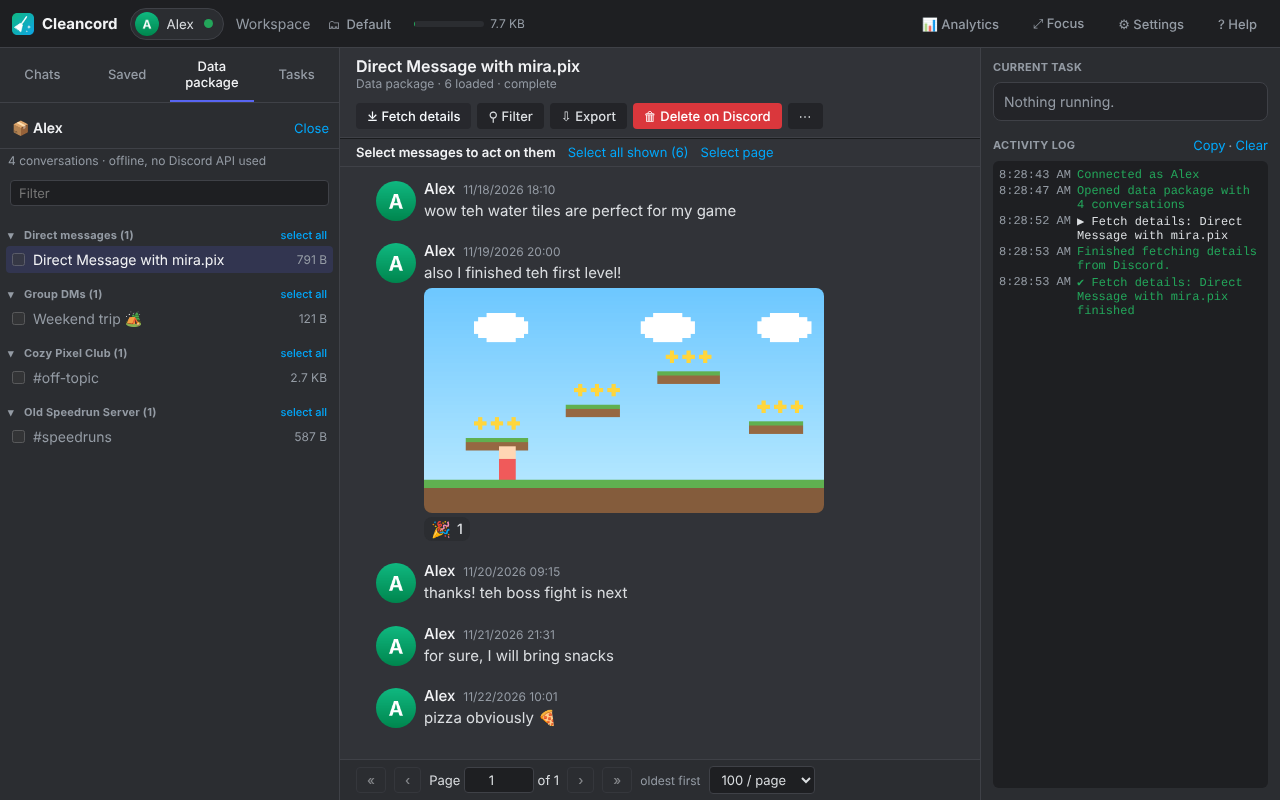 Cleancord
A Alex
Workspace
🗂 Default
7.7 KB
📊 Analytics
⤢ Focus
⚙ Settings
? Help
Chats
Saved
Data package
Tasks
📦 Alex
Close
4 conversations · offline, no Discord API used
Filter
▼ Direct messages (1) select all
Direct Message with mira.pix 791 B
▼ Group DMs (1) select all
Weekend trip 🏕️ 121 B
▼ Cozy Pixel Club (1) select all
#off-topic 2.7 KB
▼ Old Speedrun Server (1) select all
#speedruns 587 B
Direct Message with mira.pix
Data package · 6 loaded · complete
Fetch details
Filter
⇩ Export
🗑 Delete on Discord
⋯
Select messages to act on them Select all shown (6) Select page
A
Alex 11/18/2026 18:10
wow teh water tiles are perfect for my game
A
Alex 11/19/2026 20:00
also I finished teh first level!
🎉 1
A
Alex 11/20/2026 09:15
thanks! teh boss fight is next
A
Alex 11/21/2026 21:31
for sure, I will bring snacks
A
Alex 11/22/2026 10:01
pizza obviously 🍕
« ‹ Page 1 of 1 › » oldest first 100 / page
CURRENT TASK
Nothing running.
ACTIVITY LOG
Copy · Clear
8:28:43 AM Connected as Alex
8:28:47 AM Opened data package with
4 conversations
8:28:52 AM ▶ Fetch details: Direct
Message with mira.pix
8:28:53 AM Finished fetching details
from Discord.
8:28:53 AM ✔ Fetch details: Direct
Message with mira.pix
finished